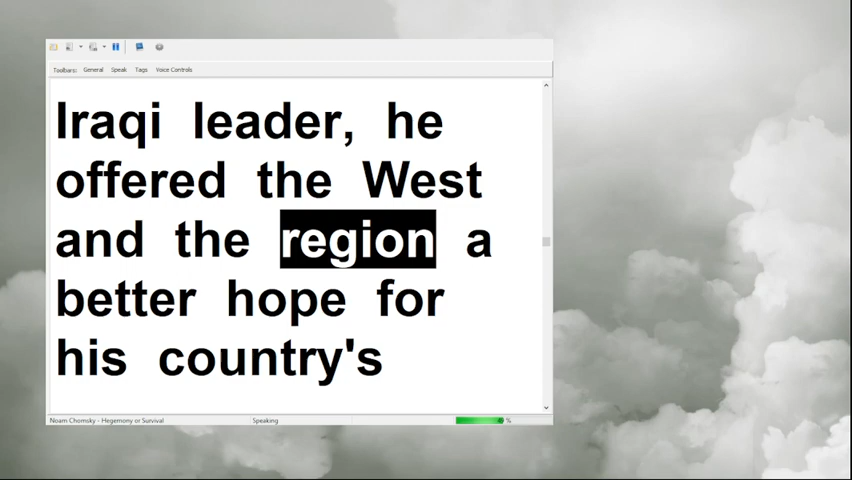 Toolbars: General Speak Tags Voice Controls
Iraqi leader, he
offered the West
and the region a
better hope for
his country's
Noam Chomsky - Hegemony or Survival Speaking %